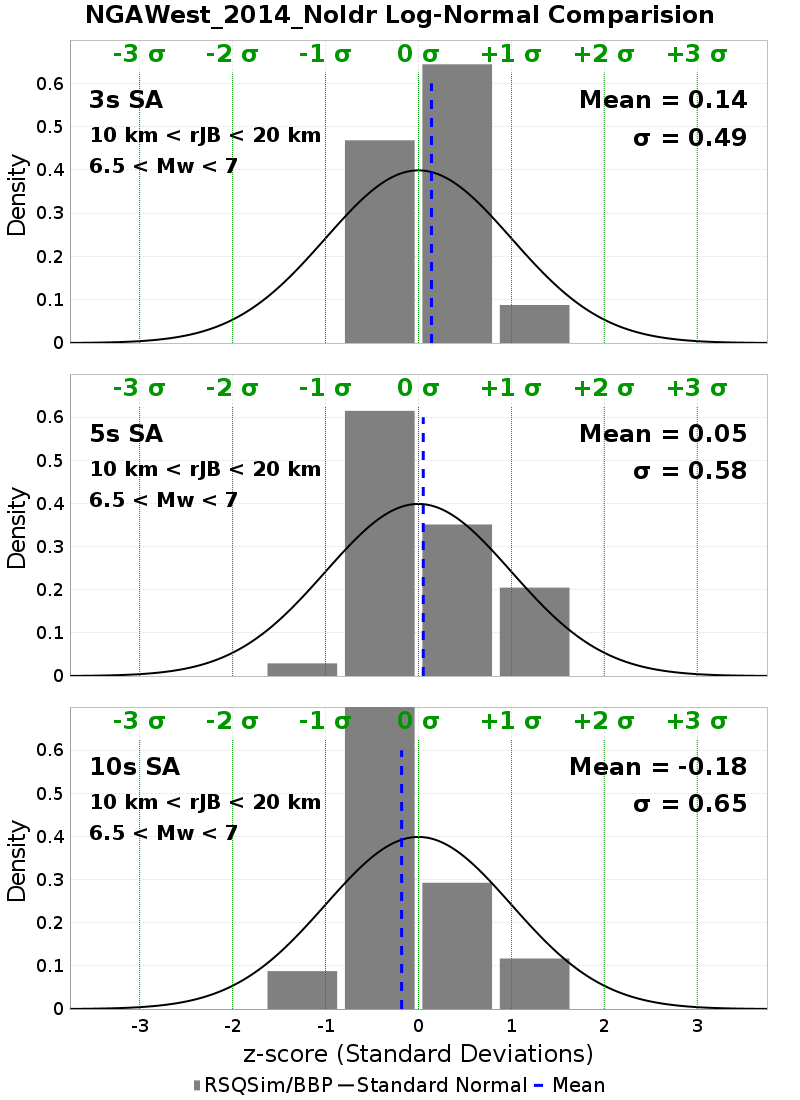 NGAWest_2014_NoIdr Log-Normal Comparision
-3 σ -2 σ -1 σ 0 σ +1 σ +2 σ +3 σ
3s SA
10 km < rJB < 20 km
6.5 < Mw < 7
Mean = 0.14
σ = 0.49
Density
0.6
0.5
0.4
0.3
0.2
0.1
0
-3 σ -2 σ -1 σ 0 σ +1 σ +2 σ +3 σ
5s SA
10 km < rJB < 20 km
6.5 < Mw < 7
Mean = 0.05
σ = 0.58
Density
0.6
0.5
0.4
0.3
0.2
0.1
0
-3 σ -2 σ -1 σ 0 σ +1 σ +2 σ +3 σ
10s SA
10 km < rJB < 20 km
6.5 < Mw < 7
Mean = -0.18
σ = 0.65
Density
0.6
0.5
0.4
0.3
0.2
0.1
0
-3 -2 -1 0 1 2 3
z-score (Standard Deviations)
RSQSim/BBP Standard Normal Mean